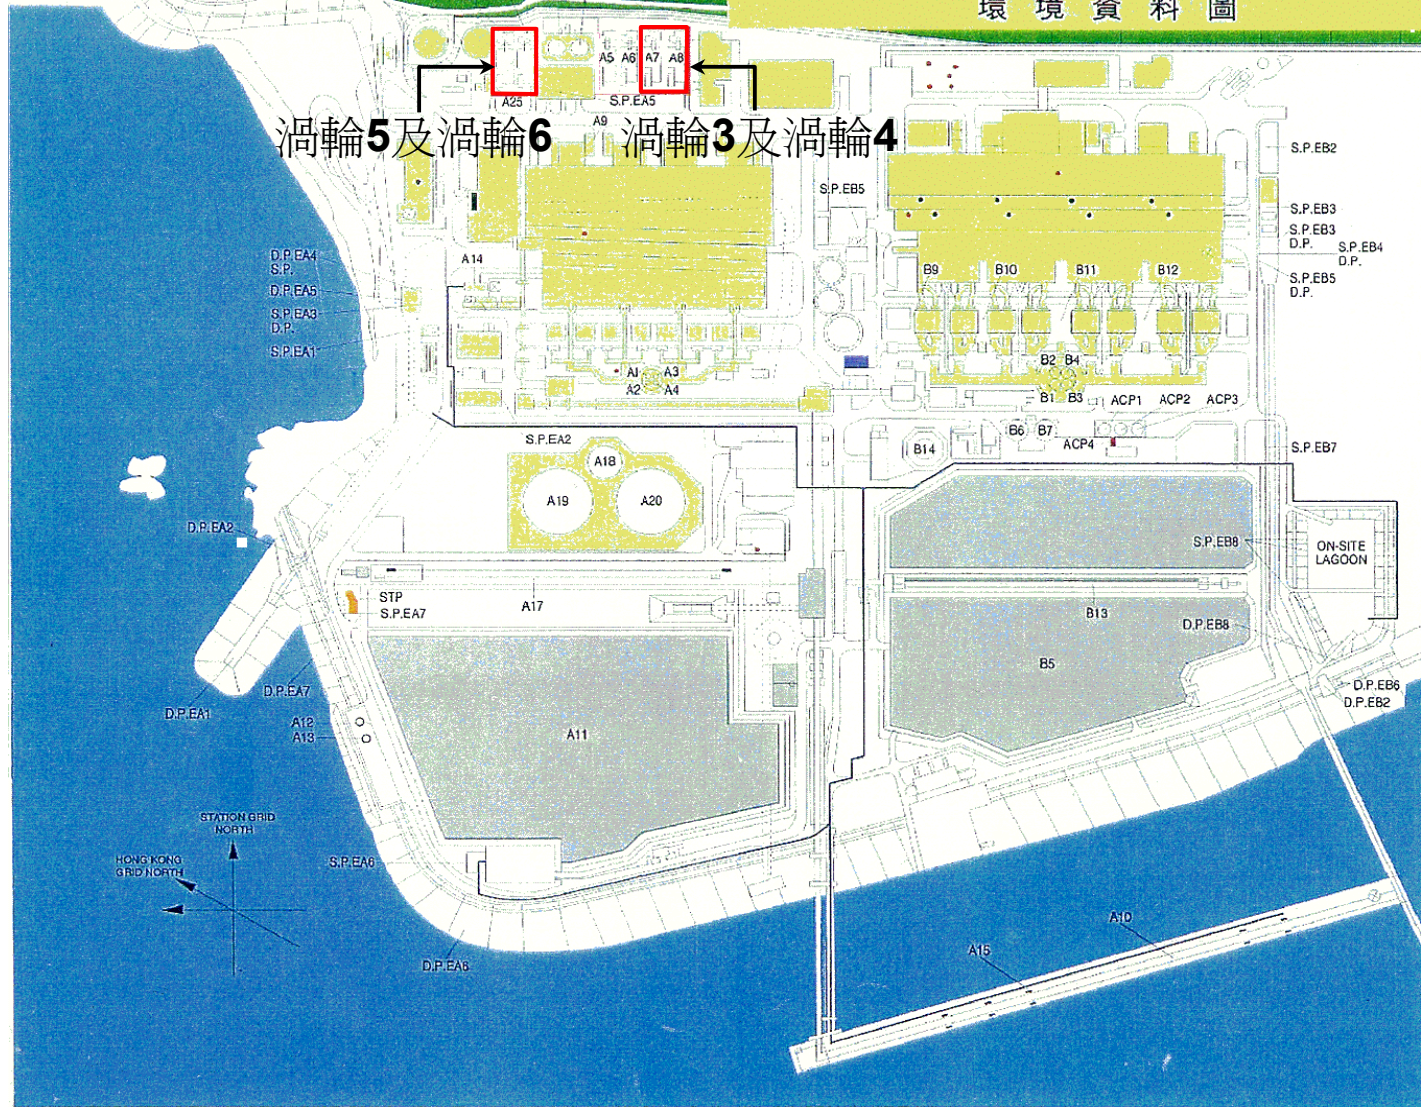 環境資料圖
A5
A6
A7
A8
A25
S.P.EA5
A9
渦輪5及渦輪6
渦輪3及渦輪4
S.P.EB2
S.P.EB5
S.P.EB3
S.P.EB3
D.P.
S.P.EB4
D.P.
S.P.EB5
D.P.
D.P.EA4
S.P.
D.P.EA5
S.P.EA3
D.P.
S.P.EA1
A14
B9
B10
B11
B12
A1
A3
A2
A4
B2
B4
B1
B3
ACP1
ACP2
ACP3
B6
B7
ACP4
B14
S.P.EB7
S.P.EA2
A18
A19
A20
D.P.EA2
S.P.EB8
ON-SITE
LAGOON
STP
S.P.EA7
A17
B13
D.P.EB8
B5
D.P.EA7
D.P.EA1
D.P.EB6
D.P.EB2
A12
A13
A11
STATION GRID
NORTH
HONG KONG
GRID NORTH
S.P.EA6
D.P.EA6
A10
A15